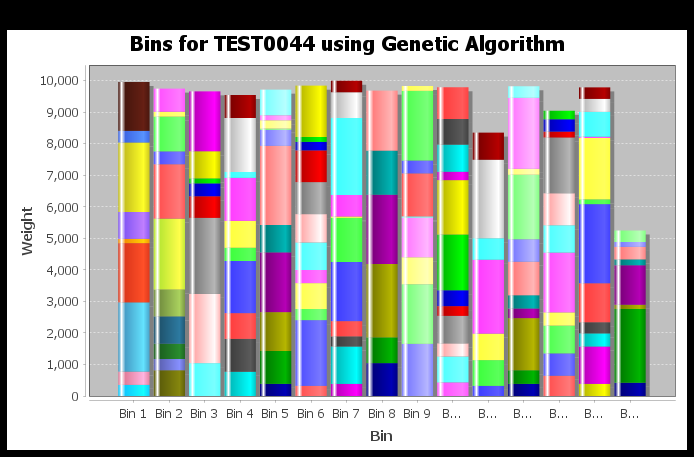 Bins for TEST0044 using Genetic Algorithm
10,000
9,000
8,000
7,000
6,000
5,000
4,000
3,000
2,000
1,000
0
Weight
Bin 1 Bin 2 Bin 3 Bin 4 Bin 5 Bin 6 Bin 7 Bin 8 Bin 9 B... B... B... B... B... B...
Bin